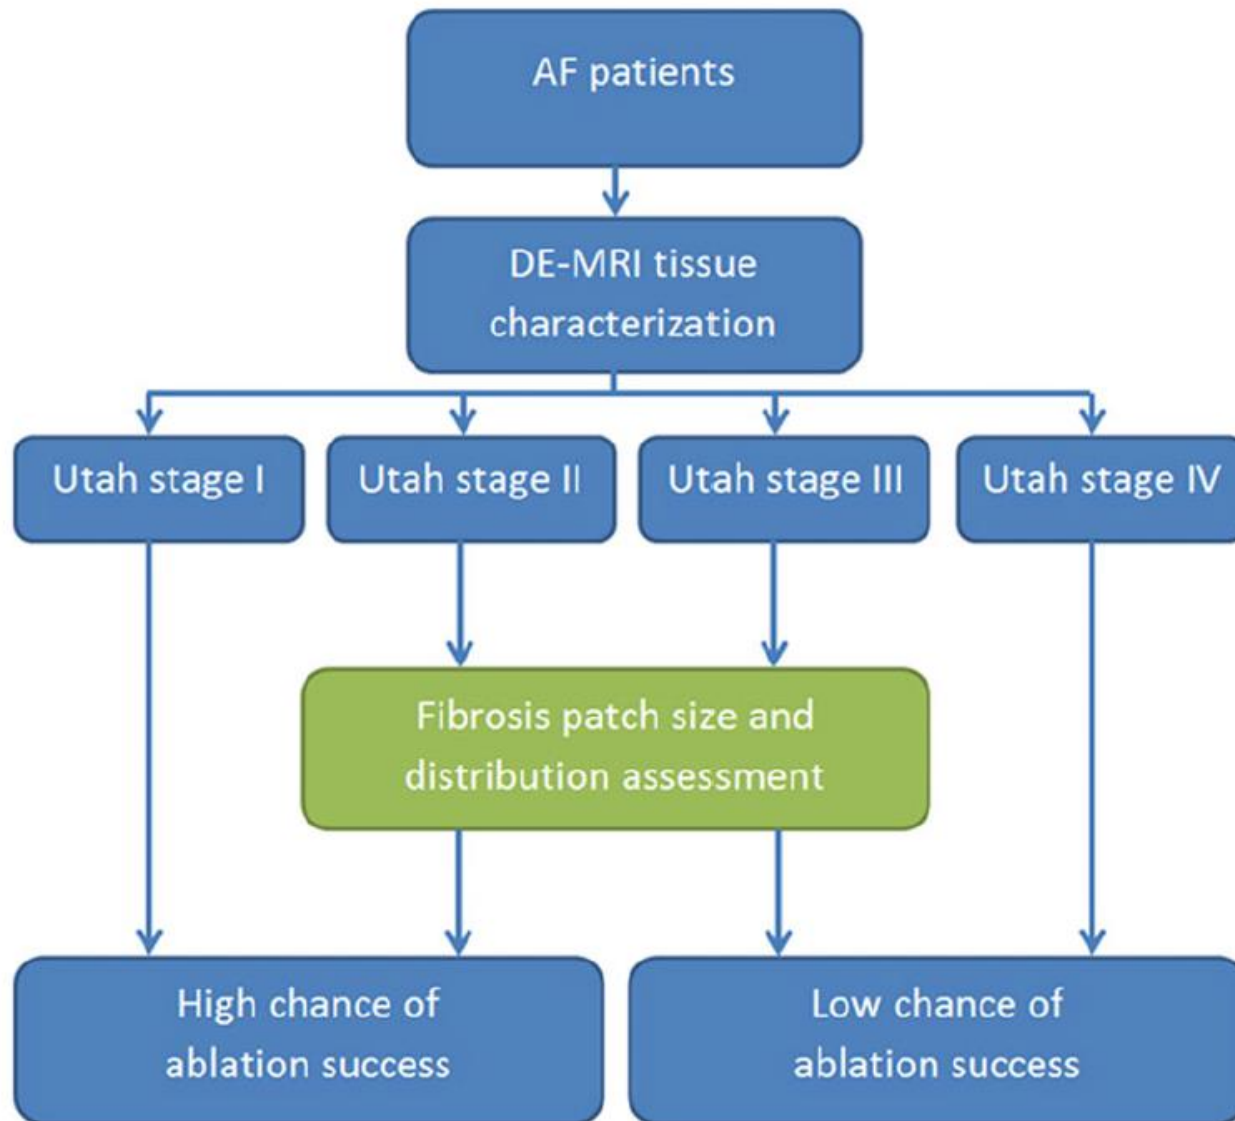 AF patients
DE-MRI tissue
characterization
Utah stage I
Utah stage II
Utah stage III
Utah stage IV
Fibrosis patch size and
distribution assessment
High chance of
ablation success
Low chance of
ablation success